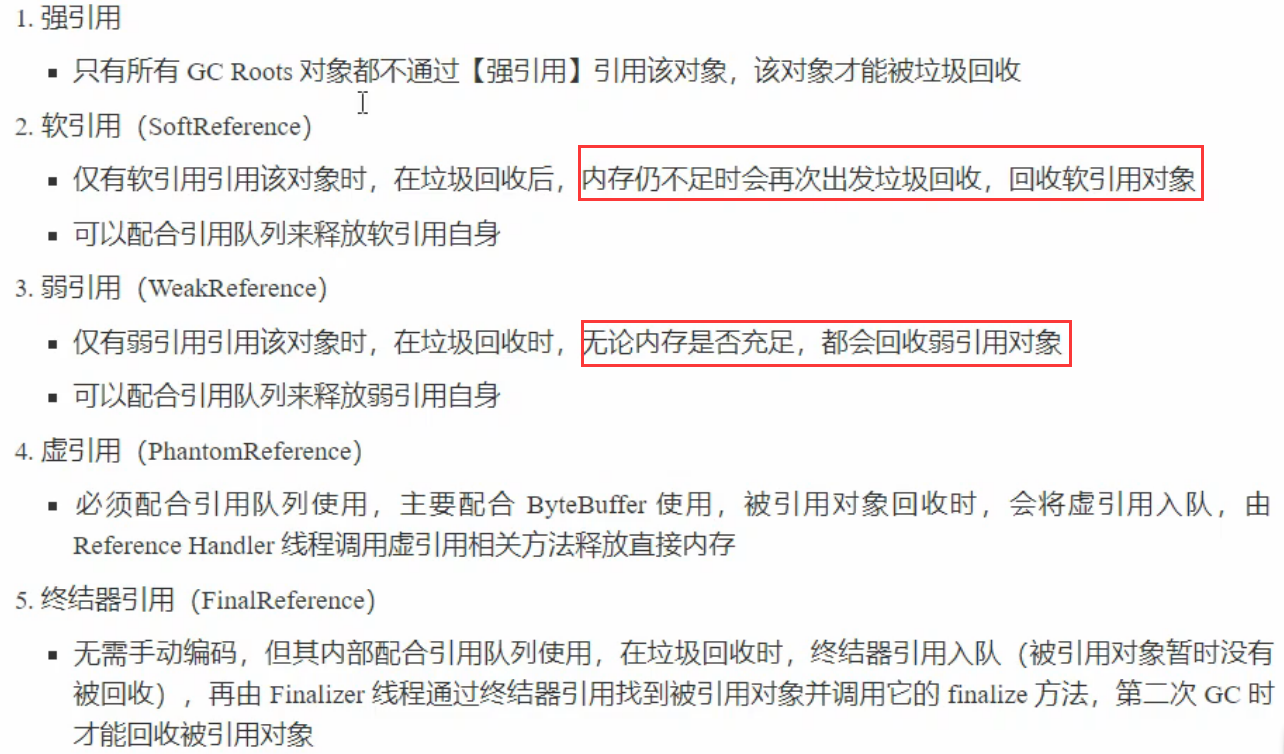 1. 强引用
▪ 只有所有 GC Roots 对象都不通过【强引用】引用该对象，该对象才能被垃圾回收
2. 软引用（SoftReference）
▪ 仅有软引用引用该对象时，在垃圾回收后，内存仍不足时会再次出发垃圾回收，回收软引用对象
▪ 可以配合引用队列来释放软引用自身
3. 弱引用（WeakReference）
▪ 仅有弱引用引用该对象时，在垃圾回收时，无论内存是否充足，都会回收弱引用对象
▪ 可以配合引用队列来释放弱引用自身
4. 虚引用（PhantomReference）
▪ 必须配合引用队列使用，主要配合 ByteBuffer 使用，被引用对象回收时，会将虚引用入队，由
Reference Handler 线程调用虚引用相关方法释放直接内存
5. 终结器引用（FinalReference）
▪ 无需手动编码，但其内部配合引用队列使用，在垃圾回收时，终结器引用入队（被引用对象暂时没有
被回收），再由 Finalizer 线程通过终结器引用找到被引用对象并调用它的 finalize 方法，第二次 GC 时
才能回收被引用对象